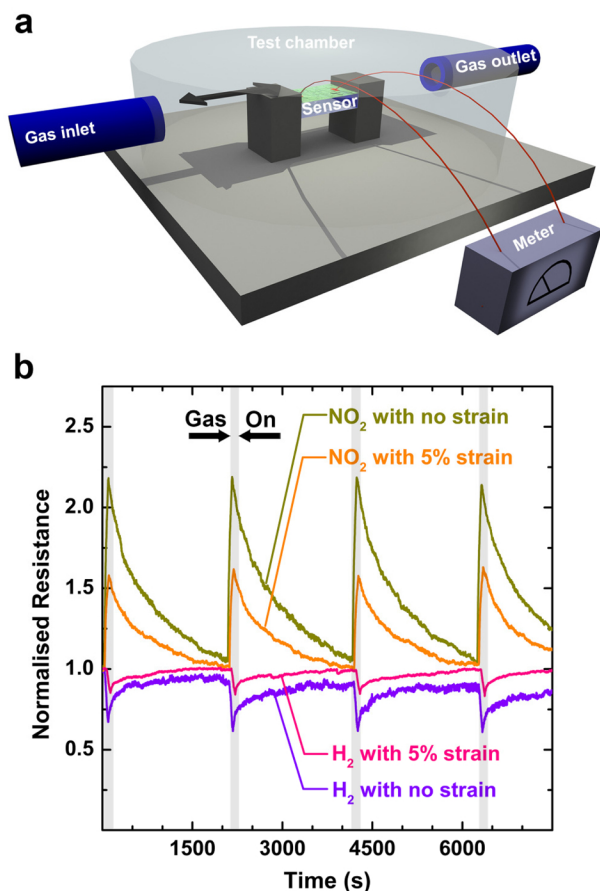 a
Test chamber
Gas outlet
Sensor
Gas inlet
Meter
b
Gas On
NO₂ with no strain
NO₂ with 5% strain
2.5
2.0
1.5
1.0
0.5
Normalised Resistance
H₂ with 5% strain
H₂ with no strain
1500 3000 4500 6000
Time (s)